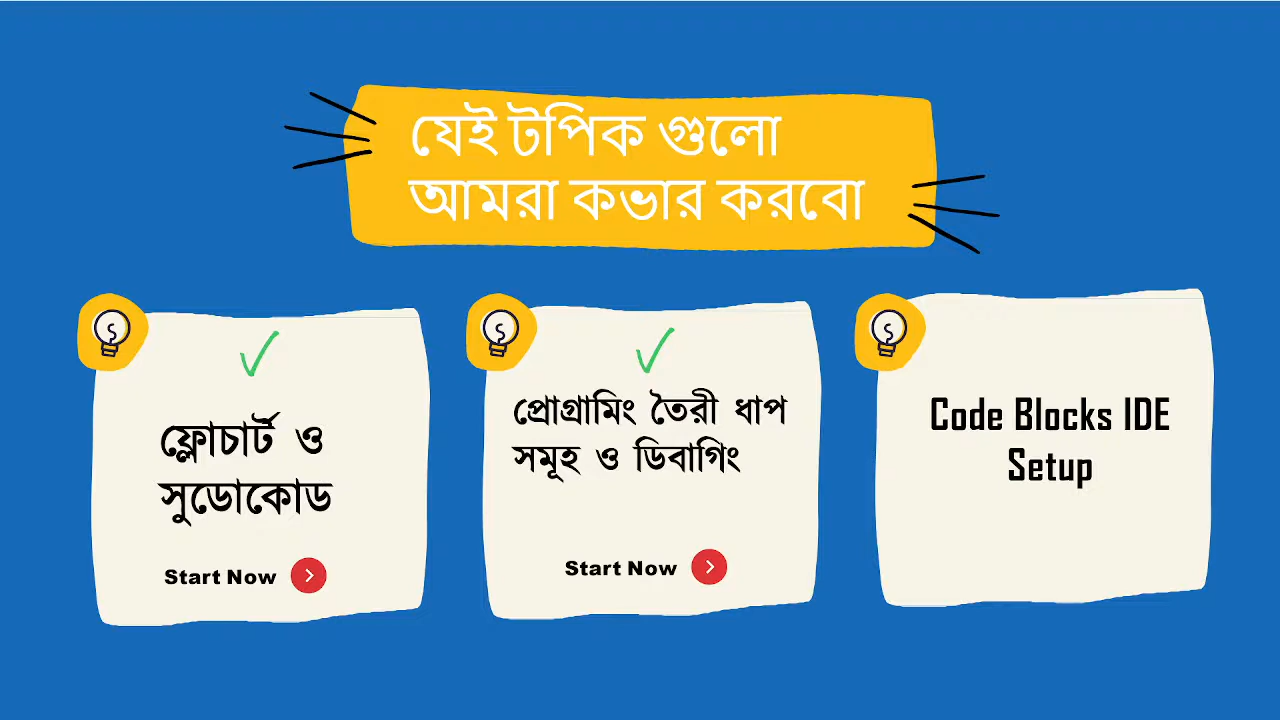 যেই টপিক গুলো
আমরা কভার করবো
ফ্লোচার্ট ও
সুডোকোড
Start Now
প্রোগ্রামিং তৈরী ধাপ
সমূহ ও ডিবাগিং
Start Now
Code Blocks IDE
Setup